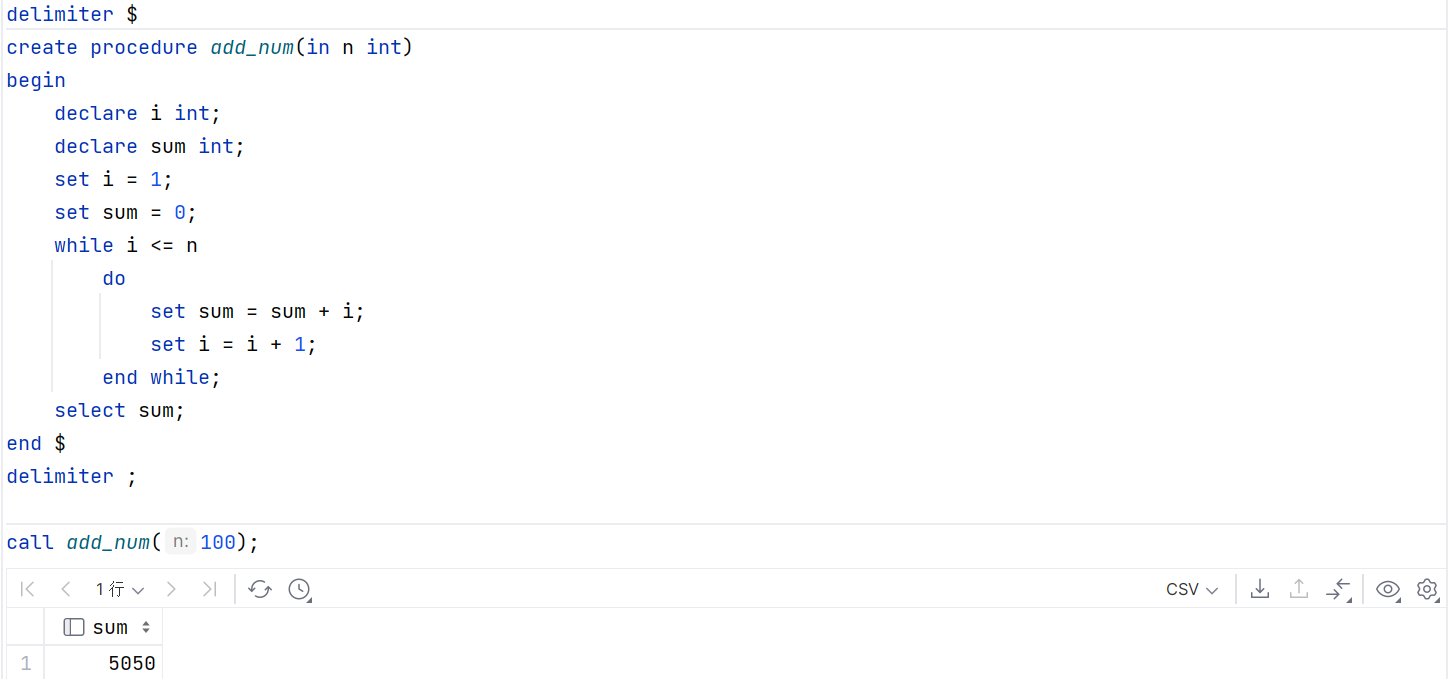 delimiter $
create procedure add_num(in n int)
begin
    declare i int;
    declare sum int;
    set i = 1;
    set sum = 0;
    while i <= n
        do
            set sum = sum + i;
            set i = i + 1;
        end while;
    select sum;
end $
delimiter ;
call add_num( n: 100);
1 行 CSV
sum
1 5050